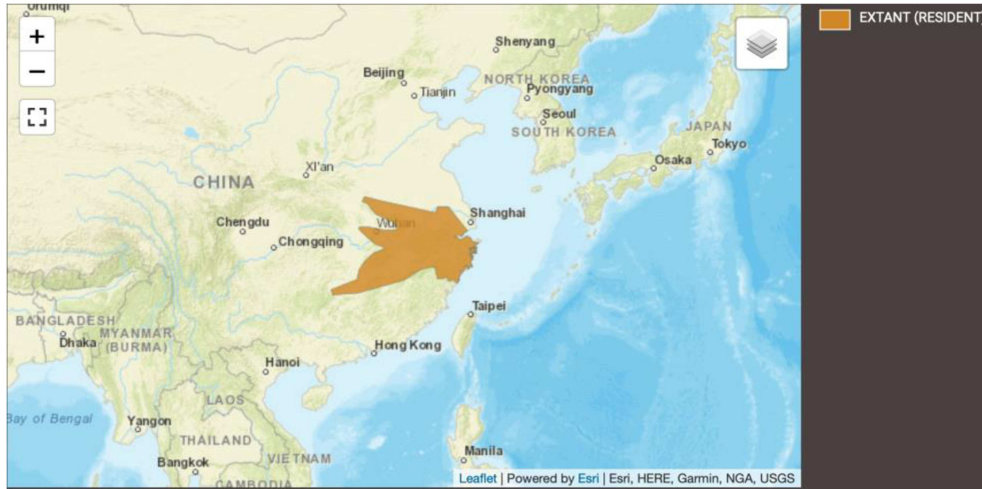 Urumqi
+
−
Shenyang
Beijing
Tianjin
NORTH KOREA
Pyongyang
Seoul
SOUTH KOREA
JAPAN
Tokyo
Osaka
Xi'an
CHINA
Wuhan
Shanghai
Chengdu
Chongqing
Taipei
BANGLADESH
Dhaka
MYANMAR
(BURMA)
Hanoi
Hong Kong
LAOS
Bay of Bengal
Yangon
THAILAND
VIETNAM
Manila
Bangkok
CAMBODIA
Leaflet | Powered by Esri | Esri, HERE, Garmin, NGA, USGS
EXTANT (RESIDENT)